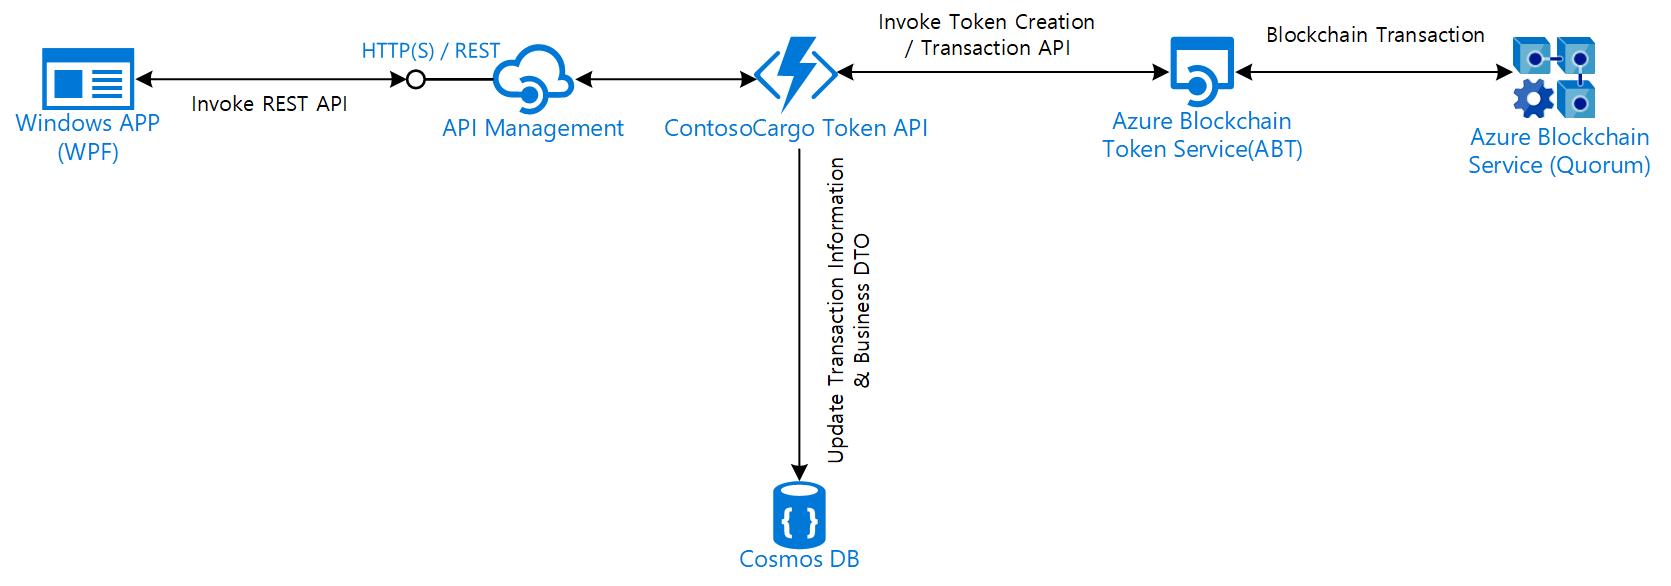 Windows APP
(WPF)
Invoke REST API
HTTP(S) / REST
API Management
ContosoCargo Token API
Invoke Token Creation
/ Transaction API
Azure Blockchain
Token Service(ABT)
Blockchain Transaction
Azure Blockchain
Service (Quorum)
Update Transaction Information
& Business DTO
Cosmos DB